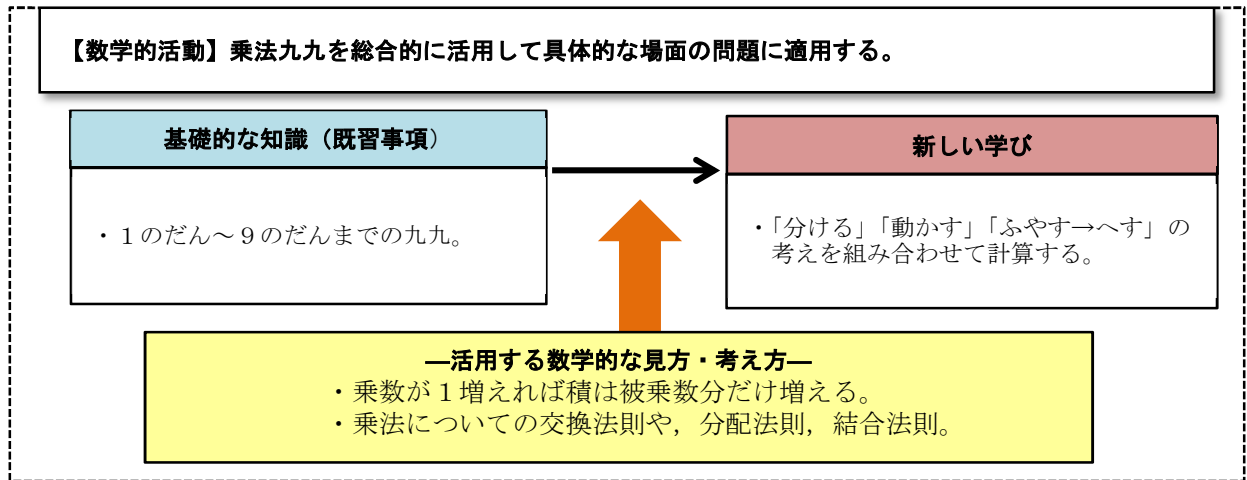 【数学的活動】乗法九九を総合的に活用して具体的な場面の問題に適用する。
基礎的な知識（既習事項）
・１のだん～９のだんまでの九九。
新しい学び
・「分ける」「動かす」「ふやす→へす」の
考えを組み合わせて計算する。
―活用する数学的な見方・考え方―
・乗数が１増えれば積は被乗数分だけ増える。
・乗法についての交換法則や，分配法則，結合法則。